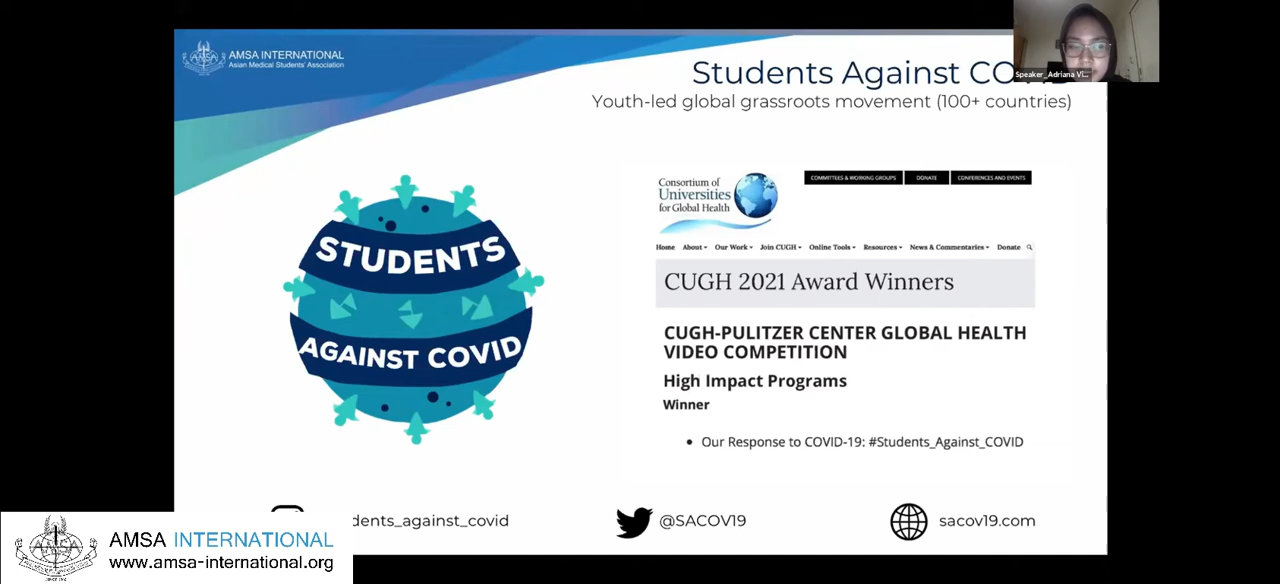 AMSA INTERNATIONAL
Asian Medical Students' Association
Students Against CO
Youth-led global grassroots movement (100+ countries)
Speaker_Adriana Vi...
STUDENTS
AGAINST COVID
Consortium of
Universities
for Global Health
COMMITTEES & WORKING GROUPS
DONATE
CONFERENCES AND EVENTS
Home About Our Work Join CUGH Online Tools Resources News & Commentaries Donate
CUGH 2021 Award Winners
CUGH-PULITZER CENTER GLOBAL HEALTH
VIDEO COMPETITION
High Impact Programs
Winner
• Our Response to COVID-19: #Students_Against_COVID
dents_against_covid
@SACOV19
sacov19.com
AMSA INTERNATIONAL
www.amsa-international.org